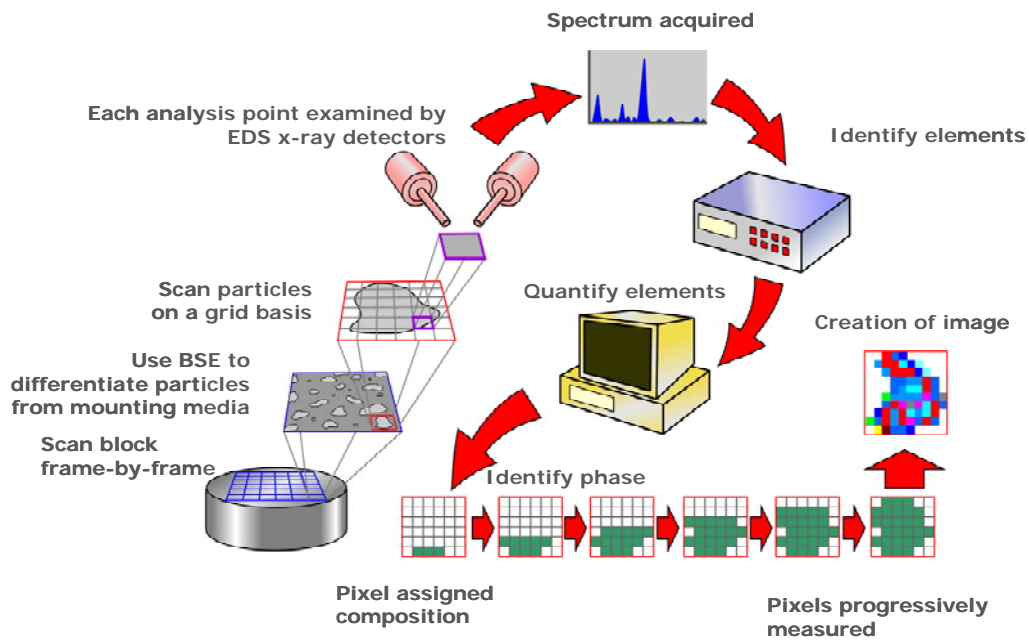 Spectrum acquired
Each analysis point examined by
EDS x-ray detectors
Identify elements
Scan particles
on a grid basis
Quantify elements
Creation of image
Use BSE to
differentiate particles
from mounting media
Scan block
frame-by-frame
Identify phase
Pixel assigned
composition
Pixels progressively
measured